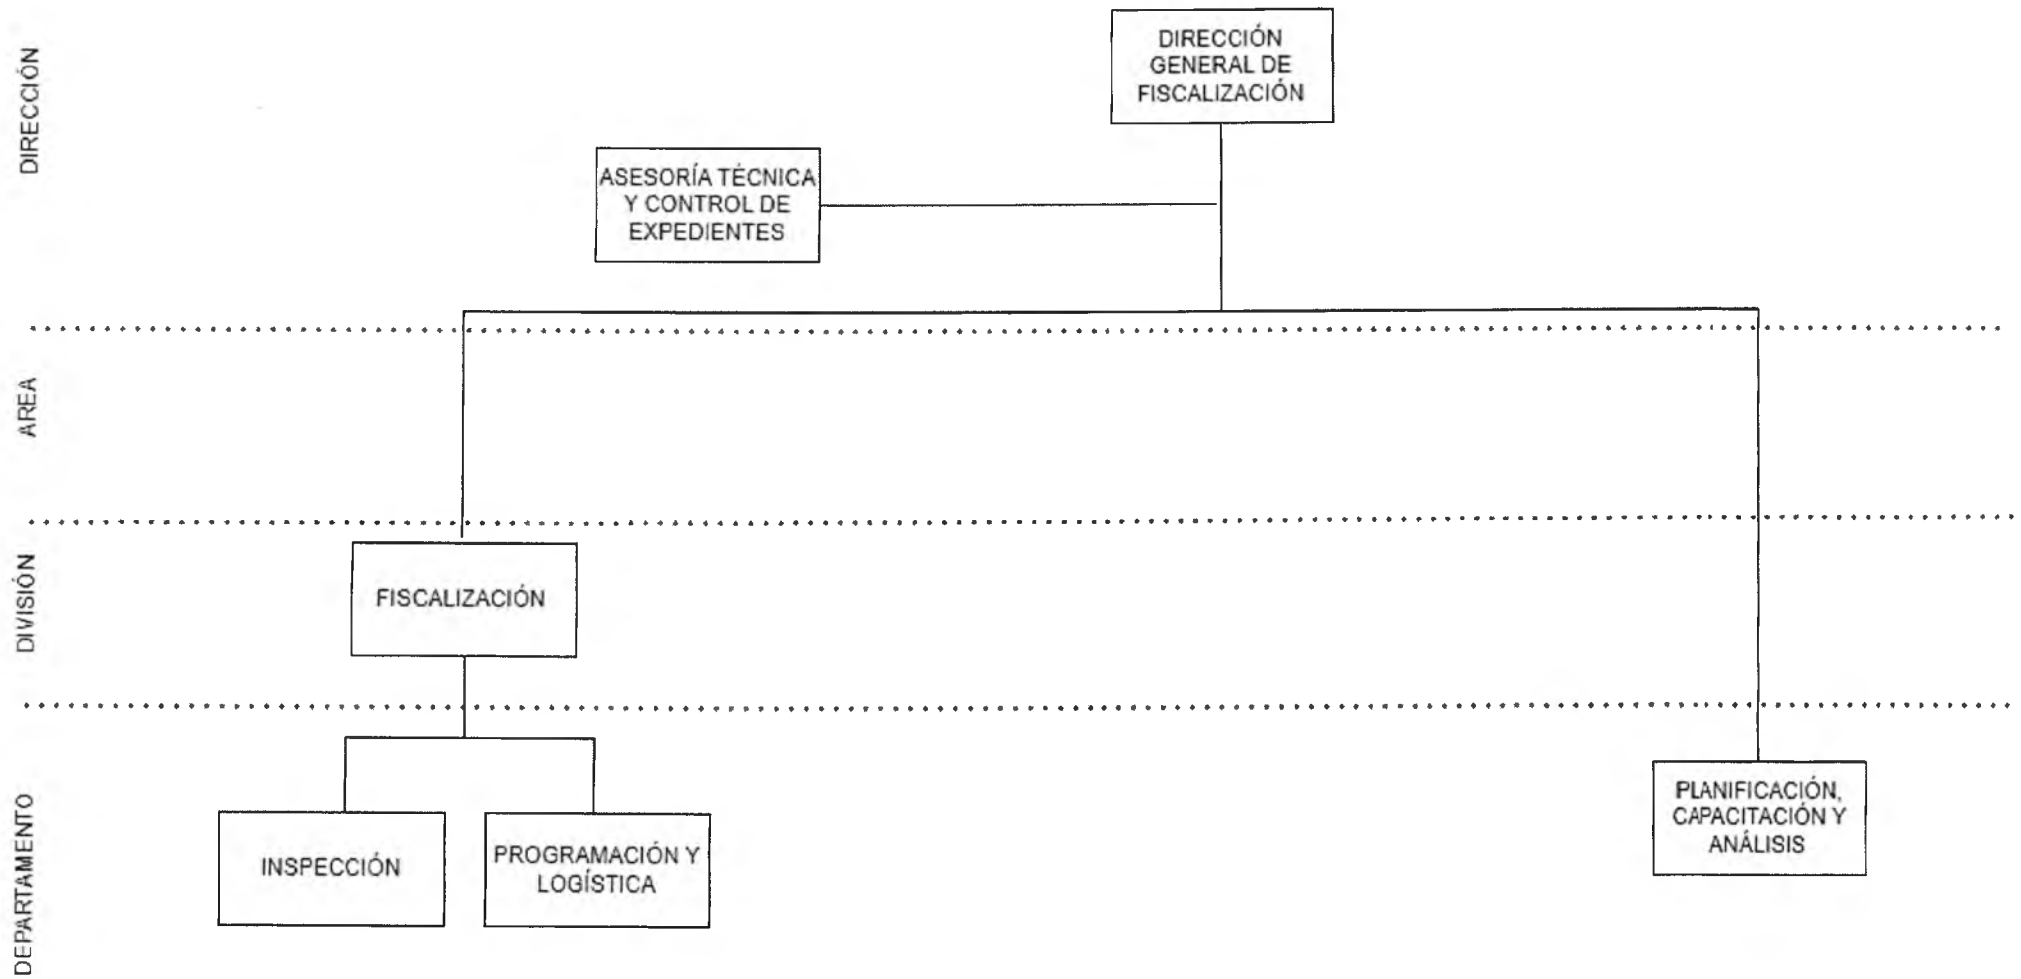 DIRECCIÓN
DIRECCIÓN
GENERAL DE
FISCALIZACIÓN
ASESORÍA TÉCNICA
Y CONTROL DE
EXPEDIENTES
AREA
DIVISIÓN
FISCALIZACIÓN
DEPARTAMENTO
INSPECCIÓN
PROGRAMACIÓN Y
LOGÍSTICA
PLANIFICACIÓN,
CAPACITACIÓN Y
ANÁLISIS